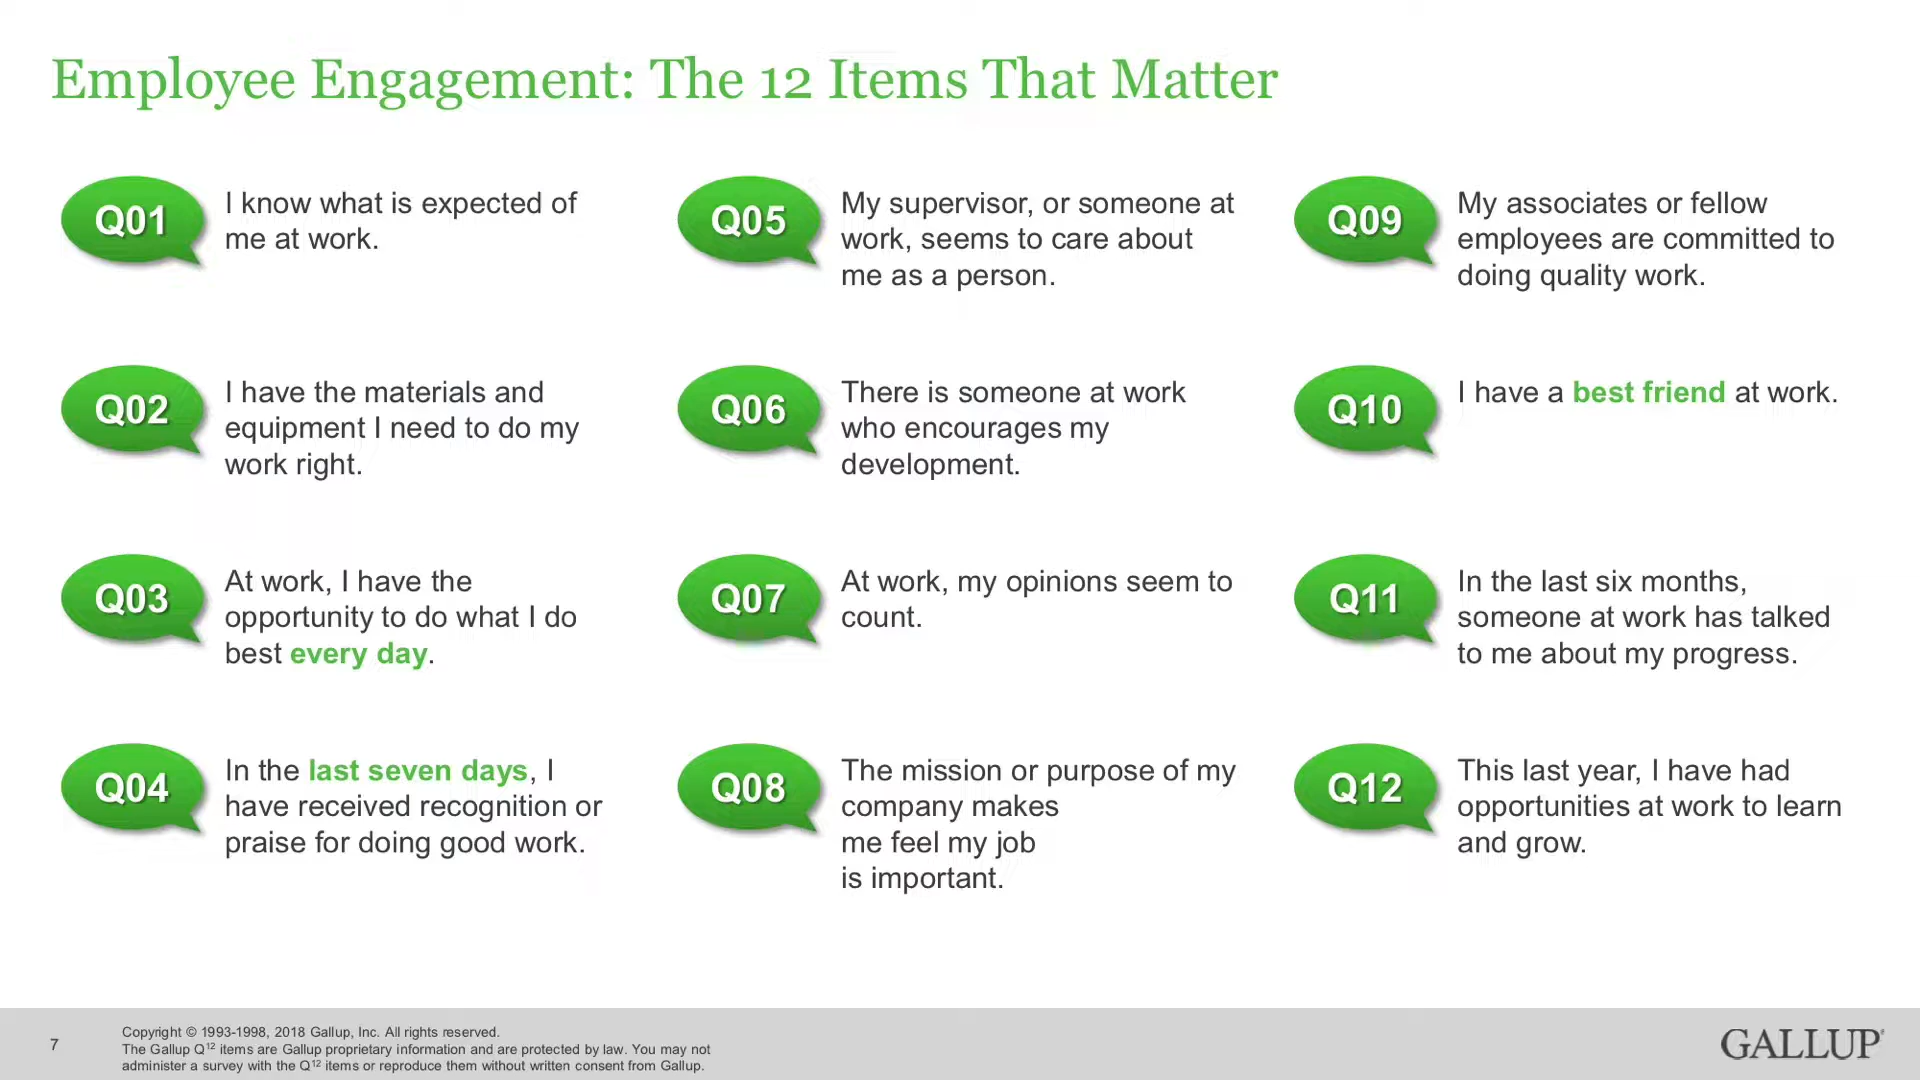 Employee Engagement: The 12 Items That Matter
Q01
I know what is expected of
me at work.
Q02
I have the materials and
equipment I need to do my
work right.
Q03
At work, I have the
opportunity to do what I do
best every day.
Q04
In the last seven days, I
have received recognition or
praise for doing good work.
Q05
My supervisor, or someone at
work, seems to care about
me as a person.
Q06
There is someone at work
who encourages my
development.
Q07
At work, my opinions seem to
count.
Q08
The mission or purpose of my
company makes
me feel my job
is important.
Q09
My associates or fellow
employees are committed to
doing quality work.
Q10
I have a best friend at work.
Q11
In the last six months,
someone at work has talked
to me about my progress.
Q12
This last year, I have had
opportunities at work to learn
and grow.
7
Copyright © 1993-1998, 2018 Gallup, Inc. All rights reserved.
The Gallup Q¹² items are Gallup proprietary information and are protected by law. You may not
administer a survey with the Q¹² items or reproduce them without written consent from Gallup.
GALLUP®